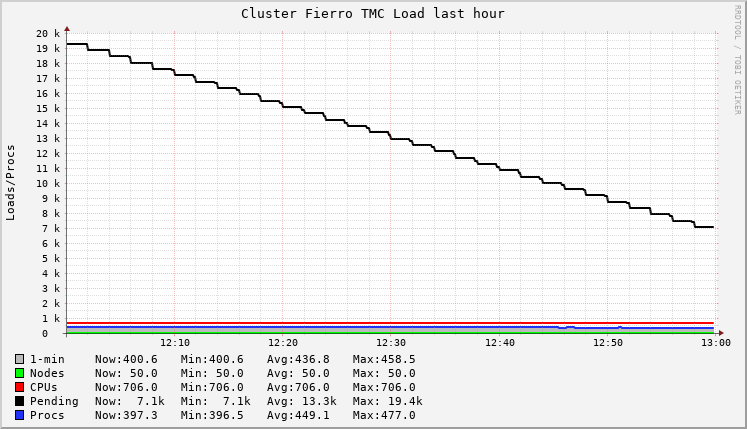 Cluster Fierro TMC Load last hour
RRDTOOL / TOBI OETIKER
Loads/Procs
20 k
19 k
18 k
17 k
16 k
15 k
14 k
13 k
12 k
11 k
10 k
9 k
8 k
7 k
6 k
5 k
4 k
3 k
2 k
1 k
0
12:10 12:20 12:30 12:40 12:50 13:00
1-min Now:400.6 Min:400.6 Avg:436.8 Max:458.5
Nodes Now: 50.0 Min: 50.0 Avg: 50.0 Max: 50.0
CPUs Now:706.0 Min:706.0 Avg:706.0 Max:706.0
Pending Now: 7.1k Min: 7.1k Avg: 13.3k Max: 19.4k
Procs Now:397.3 Min:396.5 Avg:449.1 Max:477.0